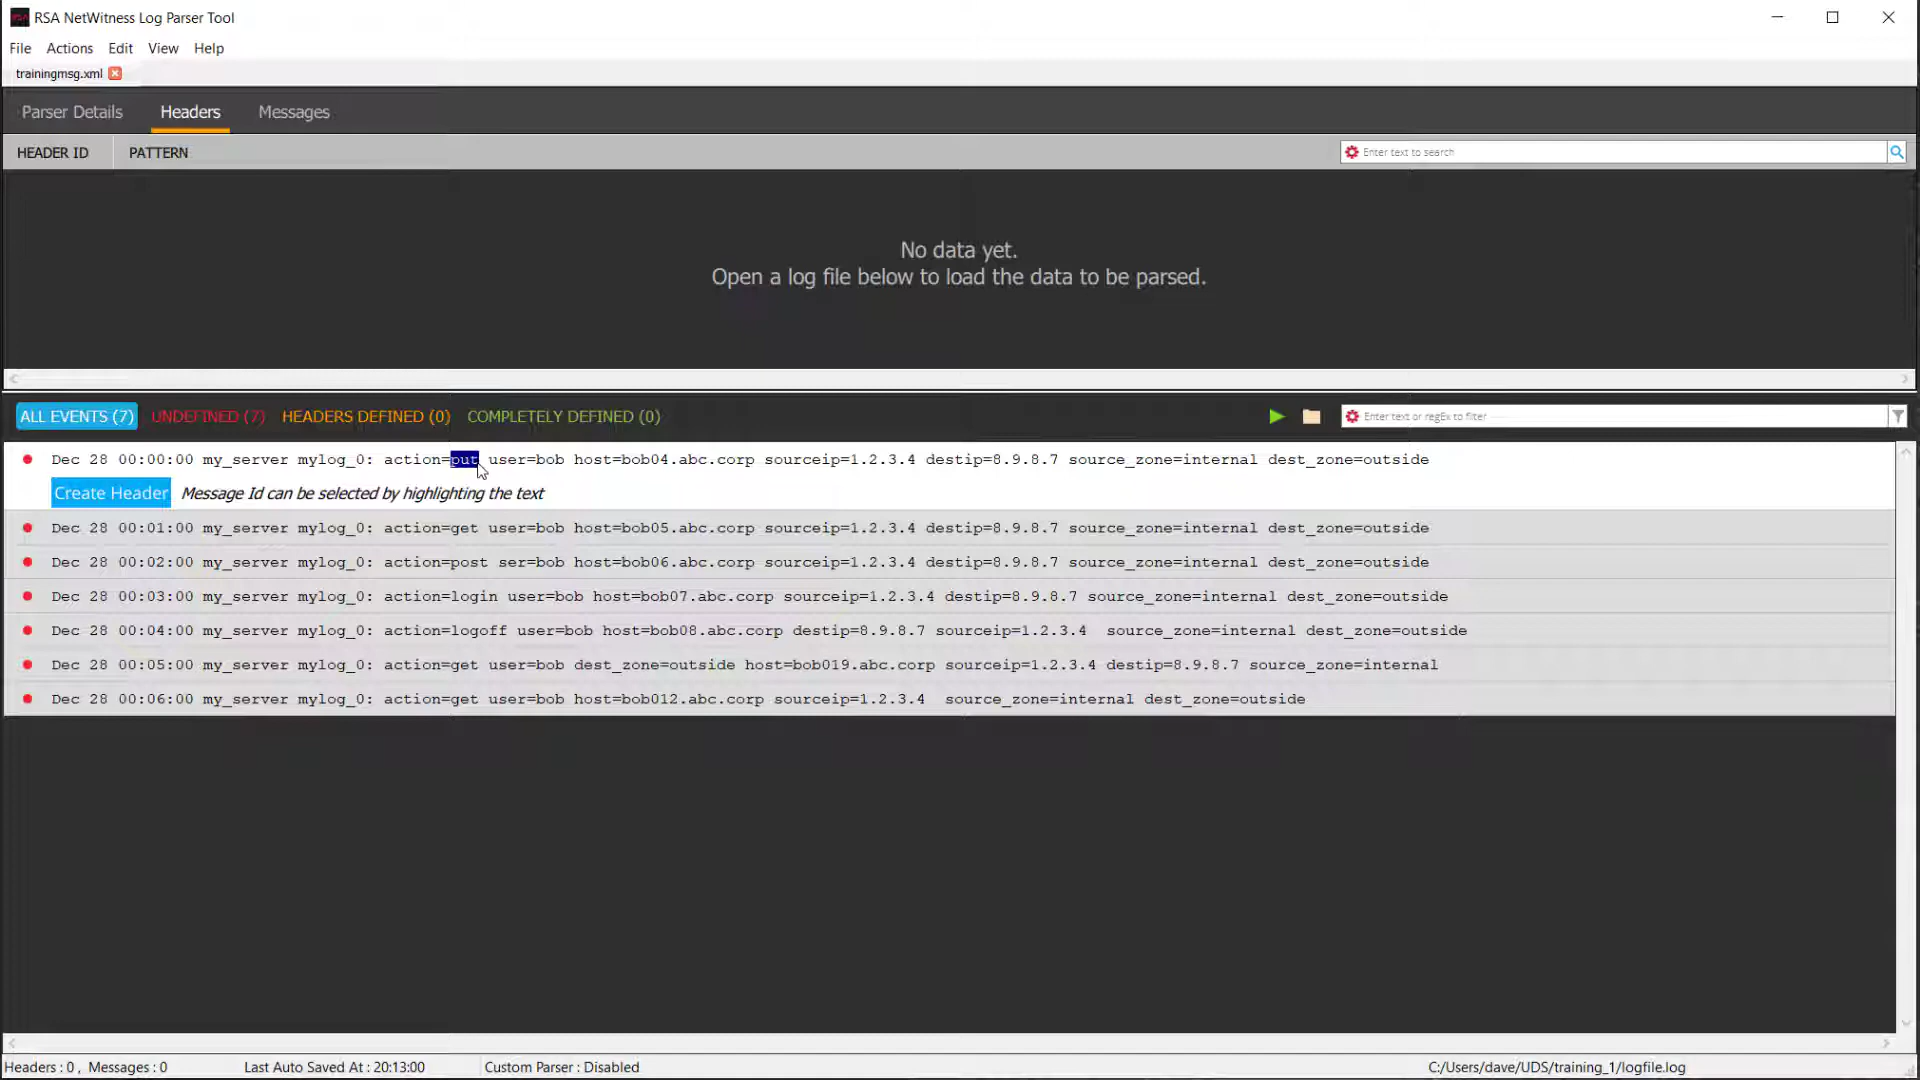 RSA NetWitness Log Parser Tool
File Actions Edit View Help
trainingmsg.xml
Parser Details Headers Messages
HEADER ID PATTERN Enter text to search
No data yet.
Open a log file below to load the data to be parsed.
ALL EVENTS (7) UNDEFINED (7) HEADERS DEFINED (0) COMPLETELY DEFINED (0) Enter text or regEx to filter
Dec 28 00:00:00 my_server mylog_0: action=put user=bob host=bob04.abc.corp sourceip=1.2.3.4 destip=8.9.8.7 source_zone=internal dest_zone=outside
Create Header Message Id can be selected by highlighting the text
Dec 28 00:01:00 my_server mylog_0: action=get user=bob host=bob05.abc.corp sourceip=1.2.3.4 destip=8.9.8.7 source_zone=internal dest_zone=outside
Dec 28 00:02:00 my_server mylog_0: action=post ser=bob host=bob06.abc.corp sourceip=1.2.3.4 destip=8.9.8.7 source_zone=internal dest_zone=outside
Dec 28 00:03:00 my_server mylog_0: action=login user=bob host=bob07.abc.corp sourceip=1.2.3.4 destip=8.9.8.7 source_zone=internal dest_zone=outside
Dec 28 00:04:00 my_server mylog_0: action=logoff user=bob host=bob08.abc.corp destip=8.9.8.7 sourceip=1.2.3.4  source_zone=internal dest_zone=outside
Dec 28 00:05:00 my_server mylog_0: action=get user=bob dest_zone=outside host=bob019.abc.corp sourceip=1.2.3.4 destip=8.9.8.7 source_zone=internal
Dec 28 00:06:00 my_server mylog_0: action=get user=bob host=bob012.abc.corp sourceip=1.2.3.4  source_zone=internal dest_zone=outside
Headers : 0 , Messages : 0 Last Auto Saved At : 20:13:00 Custom Parser : Disabled C:/Users/dave/UDS/training_1/logfile.log